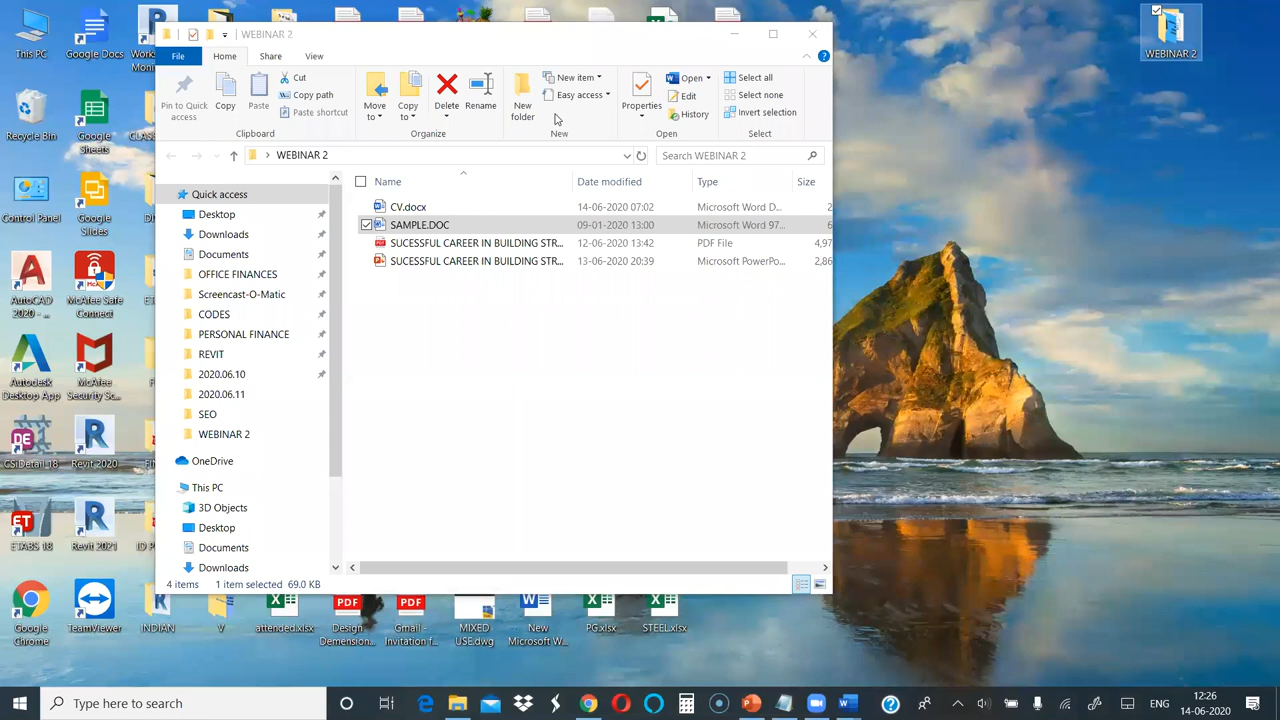 WEBINAR 2
File
Home
Share
View
Pin to Quick
access
Copy
Paste
Cut
Copy path
Paste shortcut
Clipboard
Move
to
Copy
to
Delete
Rename
Organize
New
folder
New item
Easy access
New
Properties
Open
Edit
History
Open
Select all
Select none
Invert selection
Select
WEBINAR 2
Search WEBINAR 2
Name
Date modified
Type
Size
CV.docx 14-06-2020 07:02 Microsoft Word D... 2
SAMPLE.DOC 09-01-2020 13:00 Microsoft Word 97... 6
SUCESSFUL CAREER IN BUILDING STR... 12-06-2020 13:42 PDF File 4,97
SUCESSFUL CAREER IN BUILDING STR... 13-06-2020 20:39 Microsoft PowerPo... 2,86
Quick access
Desktop
Downloads
Documents
OFFICE FINANCES
Screencast-O-Matic
CODES
PERSONAL FINANCE
REVIT
2020.06.10
2020.06.11
SEO
WEBINAR 2
OneDrive
This PC
3D Objects
Desktop
Documents
Downloads
4 items 1 item selected 69.0 KB
This PC
Google Docs
Recycle Bin
Google
Sheets
Control Panel
Google
Slides
AutoCAD
2020 - ...
McAfee Safe
Connect
Autodesk
Desktop App
McAfee
Security Sc...
CSiDetail 18
Revit 2020
ETABS 18
Revit 2021
Google
Chrome
TeamViewer
INDIAN
V
attended.xlsx
PDF
Design
Demension...
PDF
Gmail -
Invitation f...
MIXED
USE.dwg
New
Microsoft W...
PG.xlsx
STEEL.xlsx
WEBINAR 2
Type here to search
ENG
12:26
14-06-2020